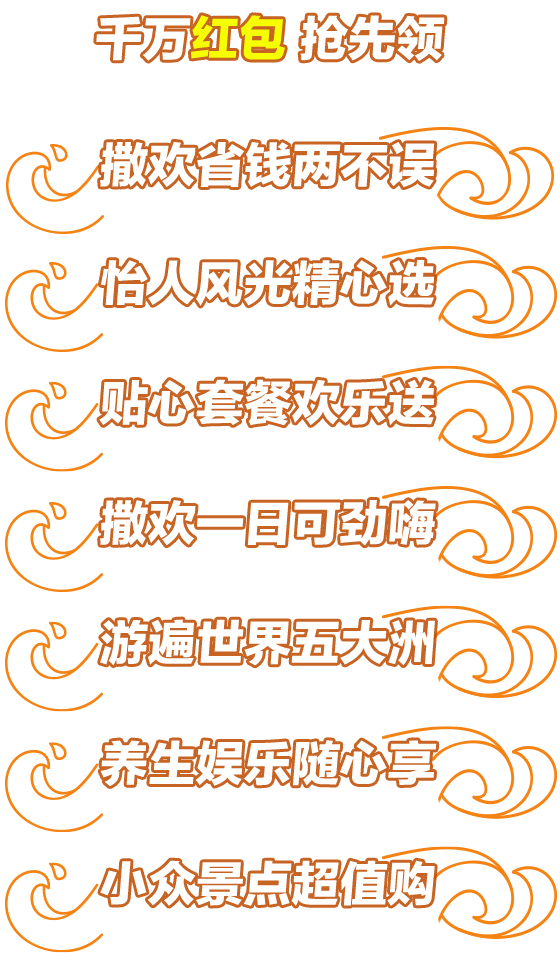 千万红包 抢先领
撒欢省钱两不误
怡人风光精心选
贴心套餐欢乐送
撒欢一日可劲嗨
游遍世界五大洲
养生娱乐随心享
小众景点超值购